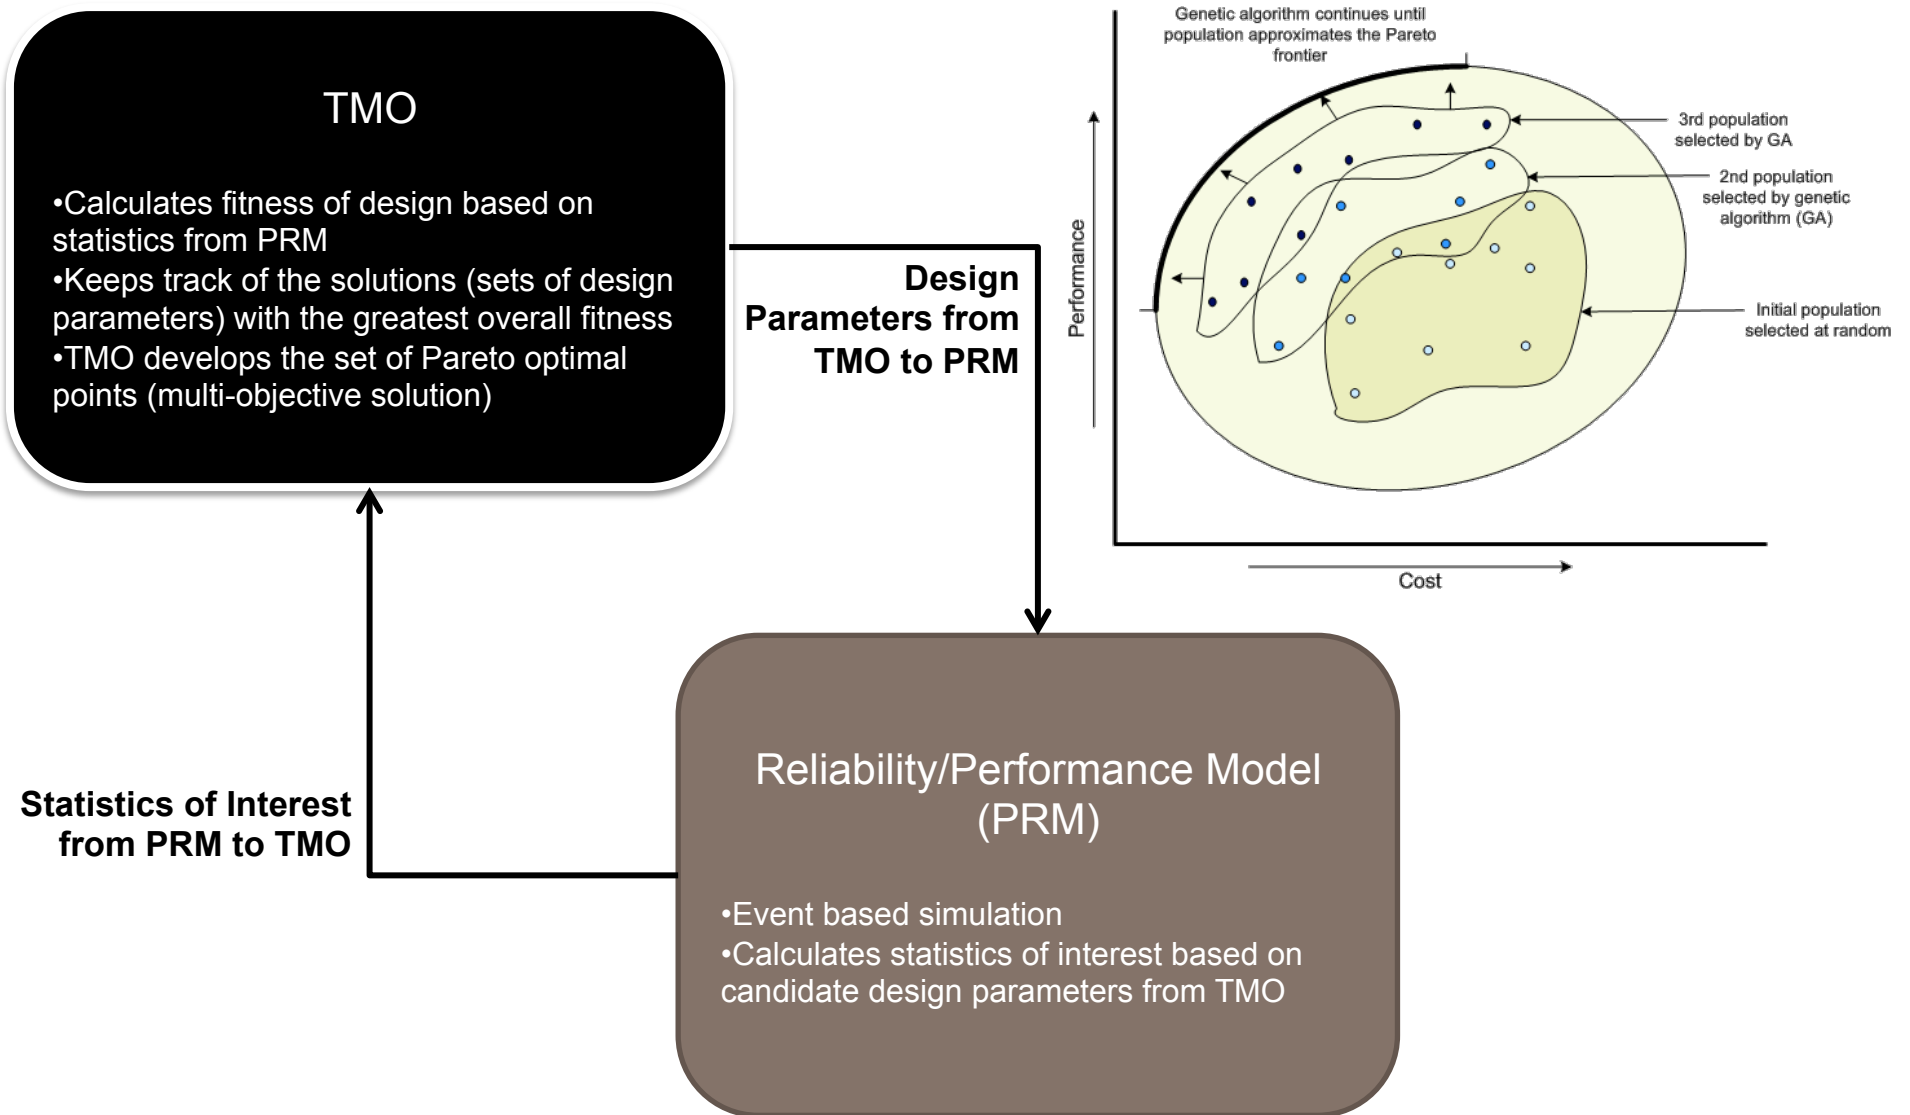 TMO
•Calculates fitness of design based on
statistics from PRM
•Keeps track of the solutions (sets of design
parameters) with the greatest overall fitness
•TMO develops the set of Pareto optimal
points (multi-objective solution)
Design
Parameters from
TMO to PRM
Genetic algorithm continues until
population approximates the Pareto
frontier
3rd population
selected by GA
2nd population
selected by genetic
algorithm (GA)
Initial population
selected at random
Performance
Cost
Statistics of Interest
from PRM to TMO
Reliability/Performance Model
(PRM)
•Event based simulation
•Calculates statistics of interest based on
candidate design parameters from TMO